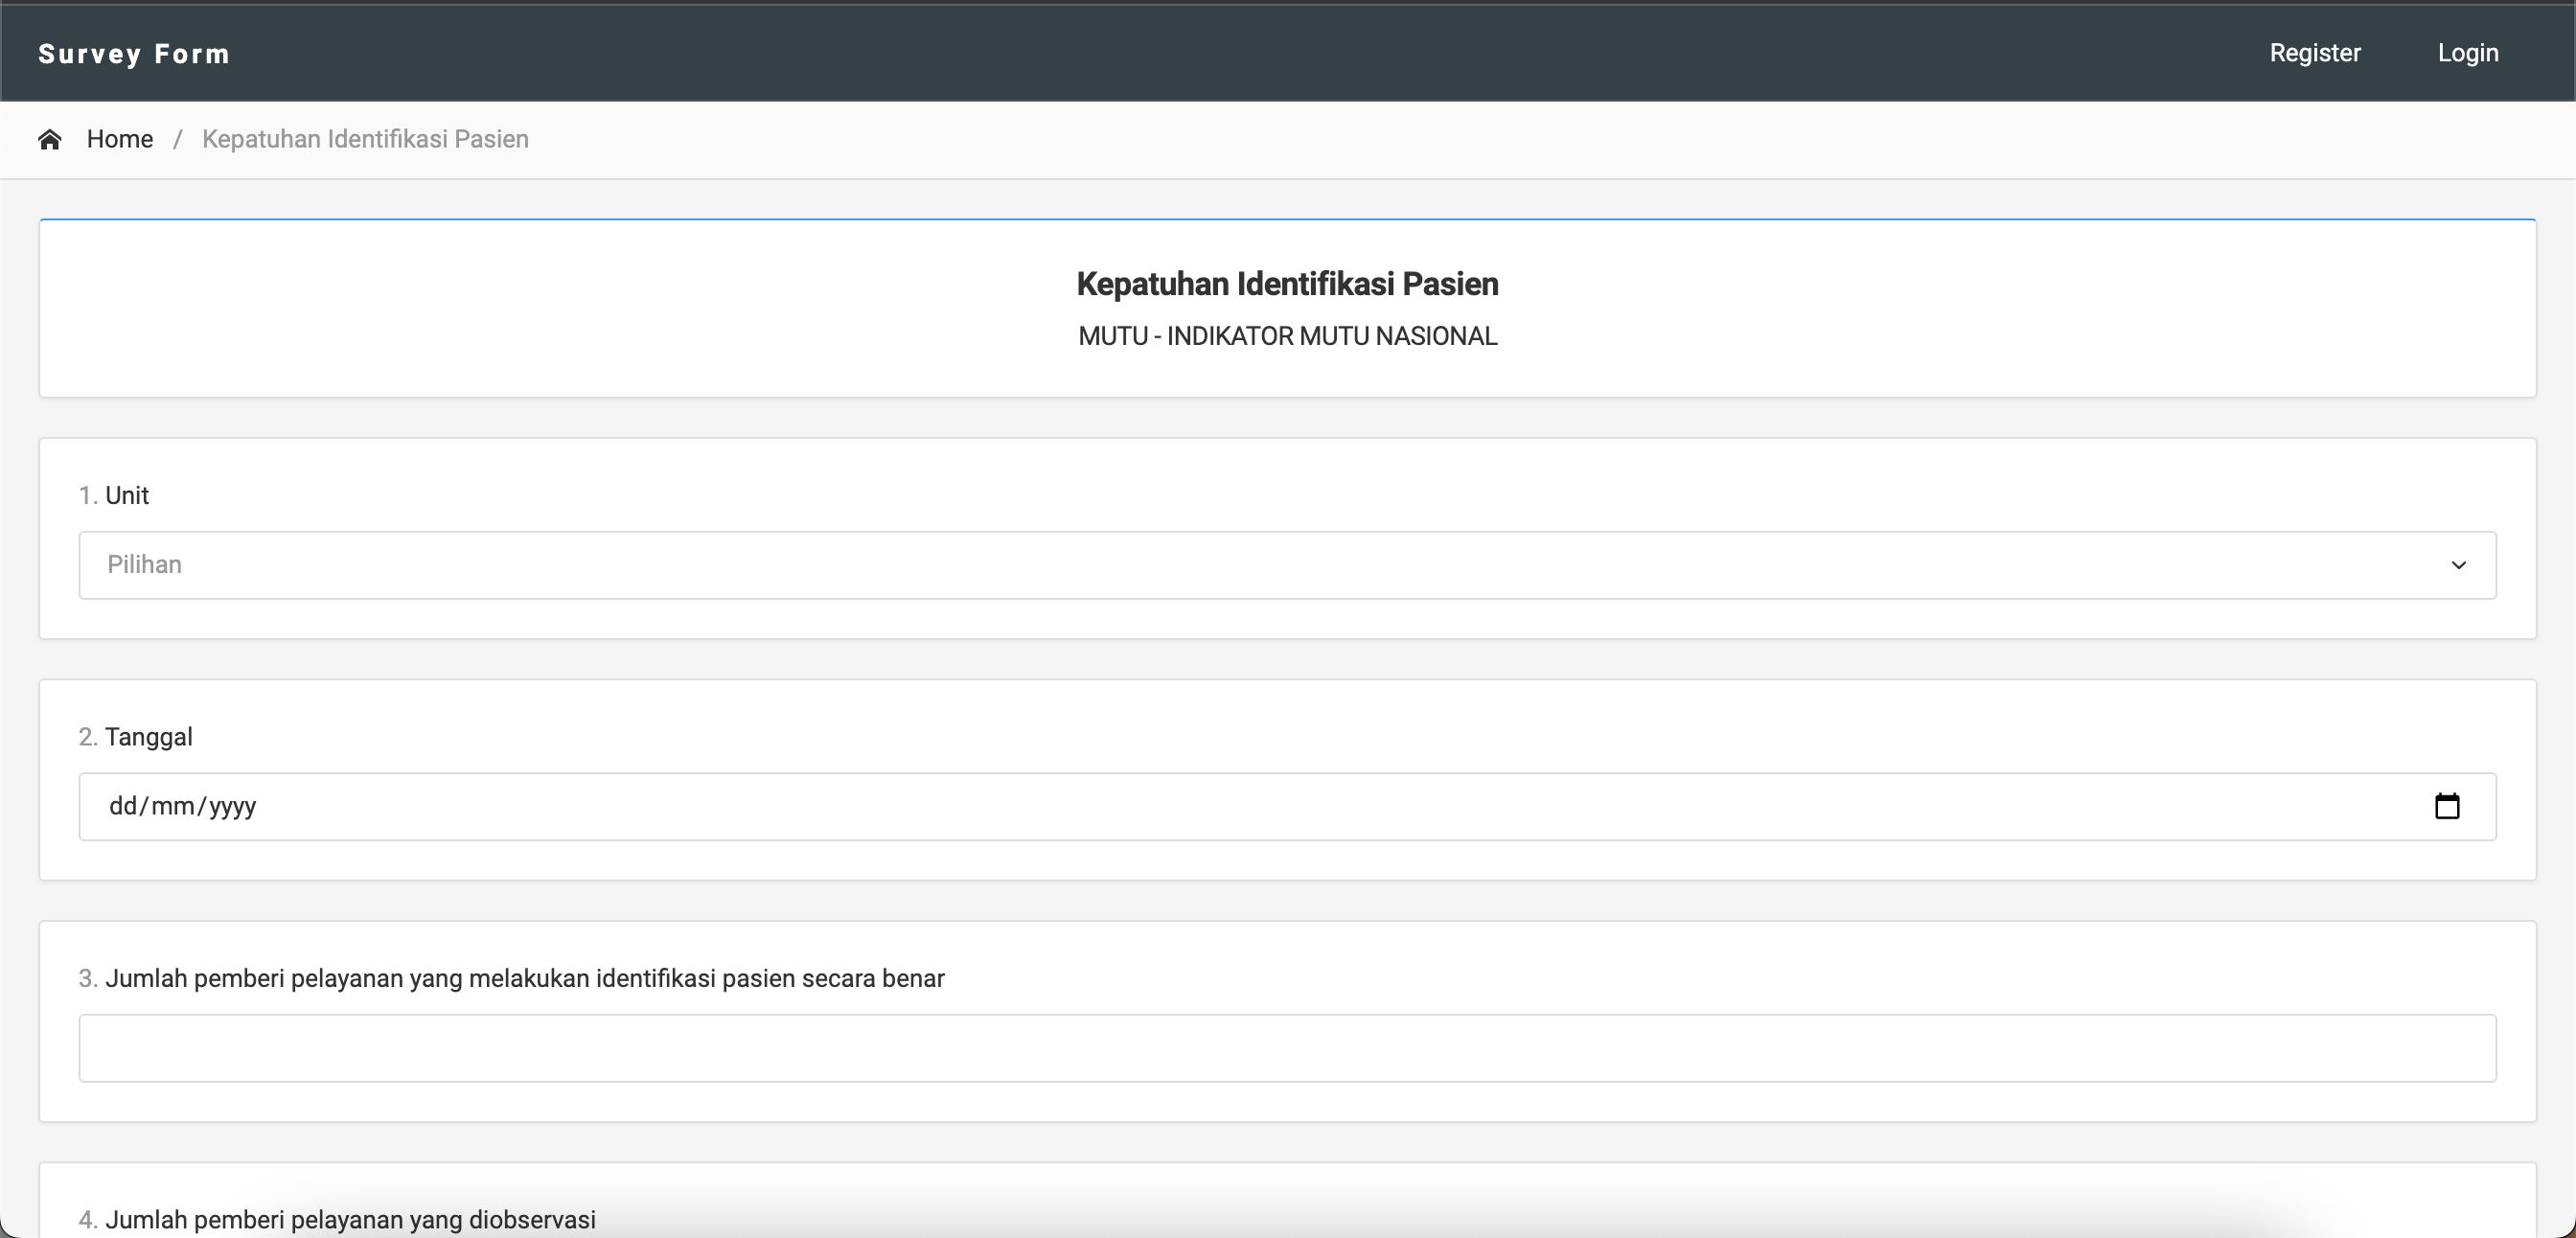 Survey Form
Register
Login
Home / Kepatuhan Identifikasi Pasien
Kepatuhan Identifikasi Pasien
MUTU - INDIKATOR MUTU NASIONAL
1. Unit
Pilihan
2. Tanggal
dd/mm/yyyy
3. Jumlah pemberi pelayanan yang melakukan identifikasi pasien secara benar
4. Jumlah pemberi pelayanan yang diobservasi